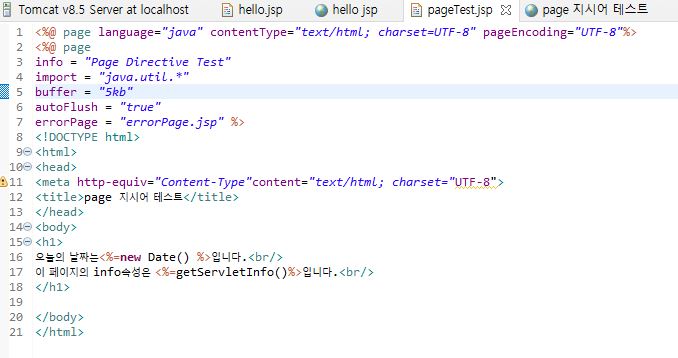 Tomcat v8.5 Server at localhost hello.jsp hello jsp pageTest.jsp page 지시어 테스트
1 <%@ page language="java" contentType="text/html; charset=UTF-8" pageEncoding="UTF-8"%>
2 <%@ page
3 info = "Page Directive Test"
4 import = "java.util.*"
5 buffer = "5kb"
6 autoFlush = "true"
7 errorPage = "errorPage.jsp" %>
8 <!DOCTYPE html>
9 <html>
10 <head>
11 <meta http-equiv="Content-Type"content="text/html; charset="UTF-8">
12 <title>page 지시어 테스트</title>
13 </head>
14 <body>
15 <h1>
16 오늘의 날짜는<%=new Date() %>입니다.<br/>
17 이 페이지의 info속성은 <%=getServletInfo()%>입니다.<br/>
18 </h1>
19
20 </body>
21 </html>